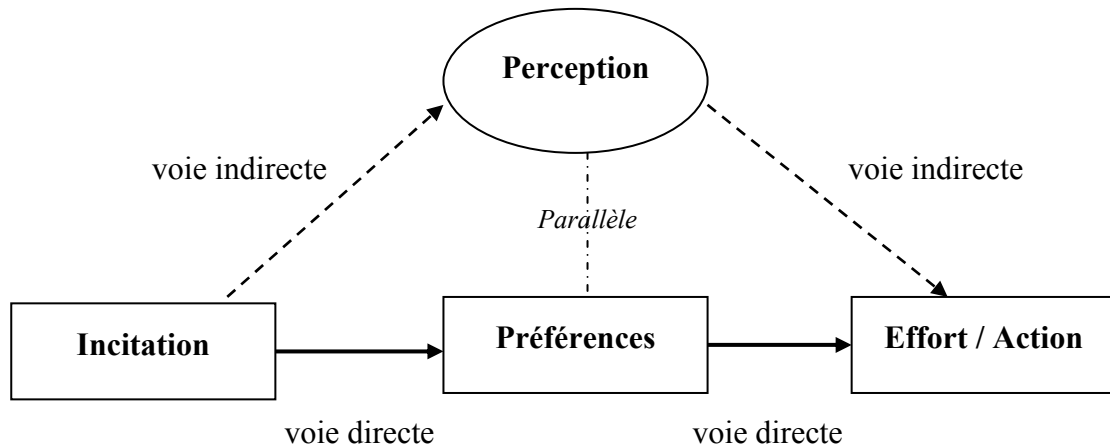 Perception
voie indirecte
voie indirecte
Parallèle
Incitation
Préférences
Effort / Action
voie directe
voie directe